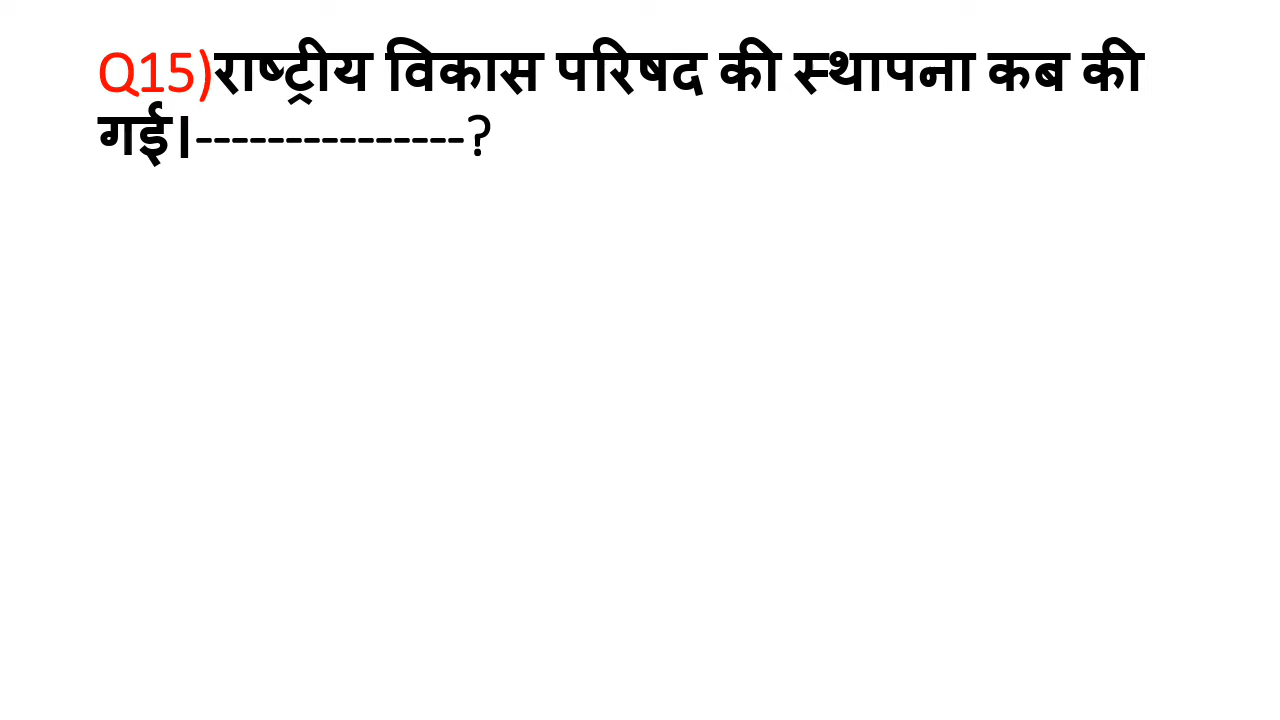 Q15)राष्ट्रीय विकास परिषद की स्थापना कब की
गई।---------------?